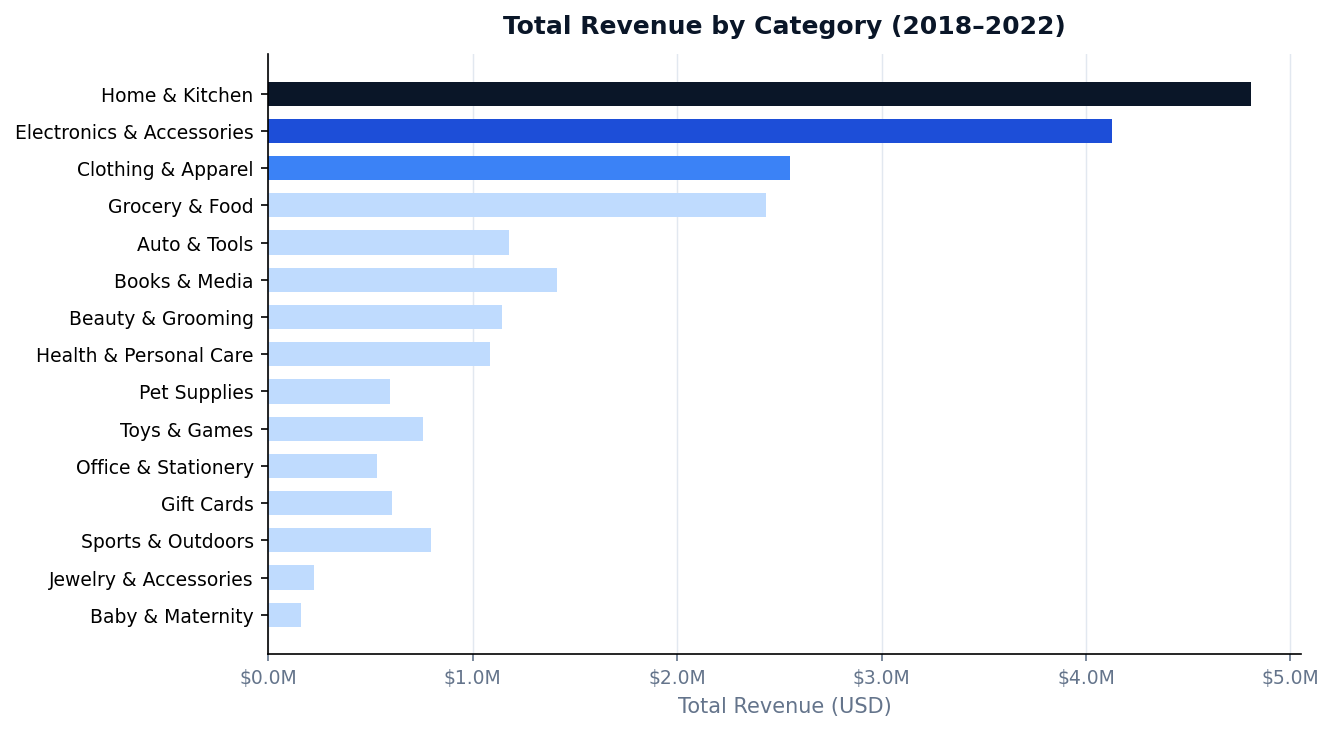 Total Revenue by Category (2018–2022)
Home & Kitchen
Electronics & Accessories
Clothing & Apparel
Grocery & Food
Auto & Tools
Books & Media
Beauty & Grooming
Health & Personal Care
Pet Supplies
Toys & Games
Office & Stationery
Gift Cards
Sports & Outdoors
Jewelry & Accessories
Baby & Maternity
$0.0M $1.0M $2.0M $3.0M $4.0M $5.0M
Total Revenue (USD)